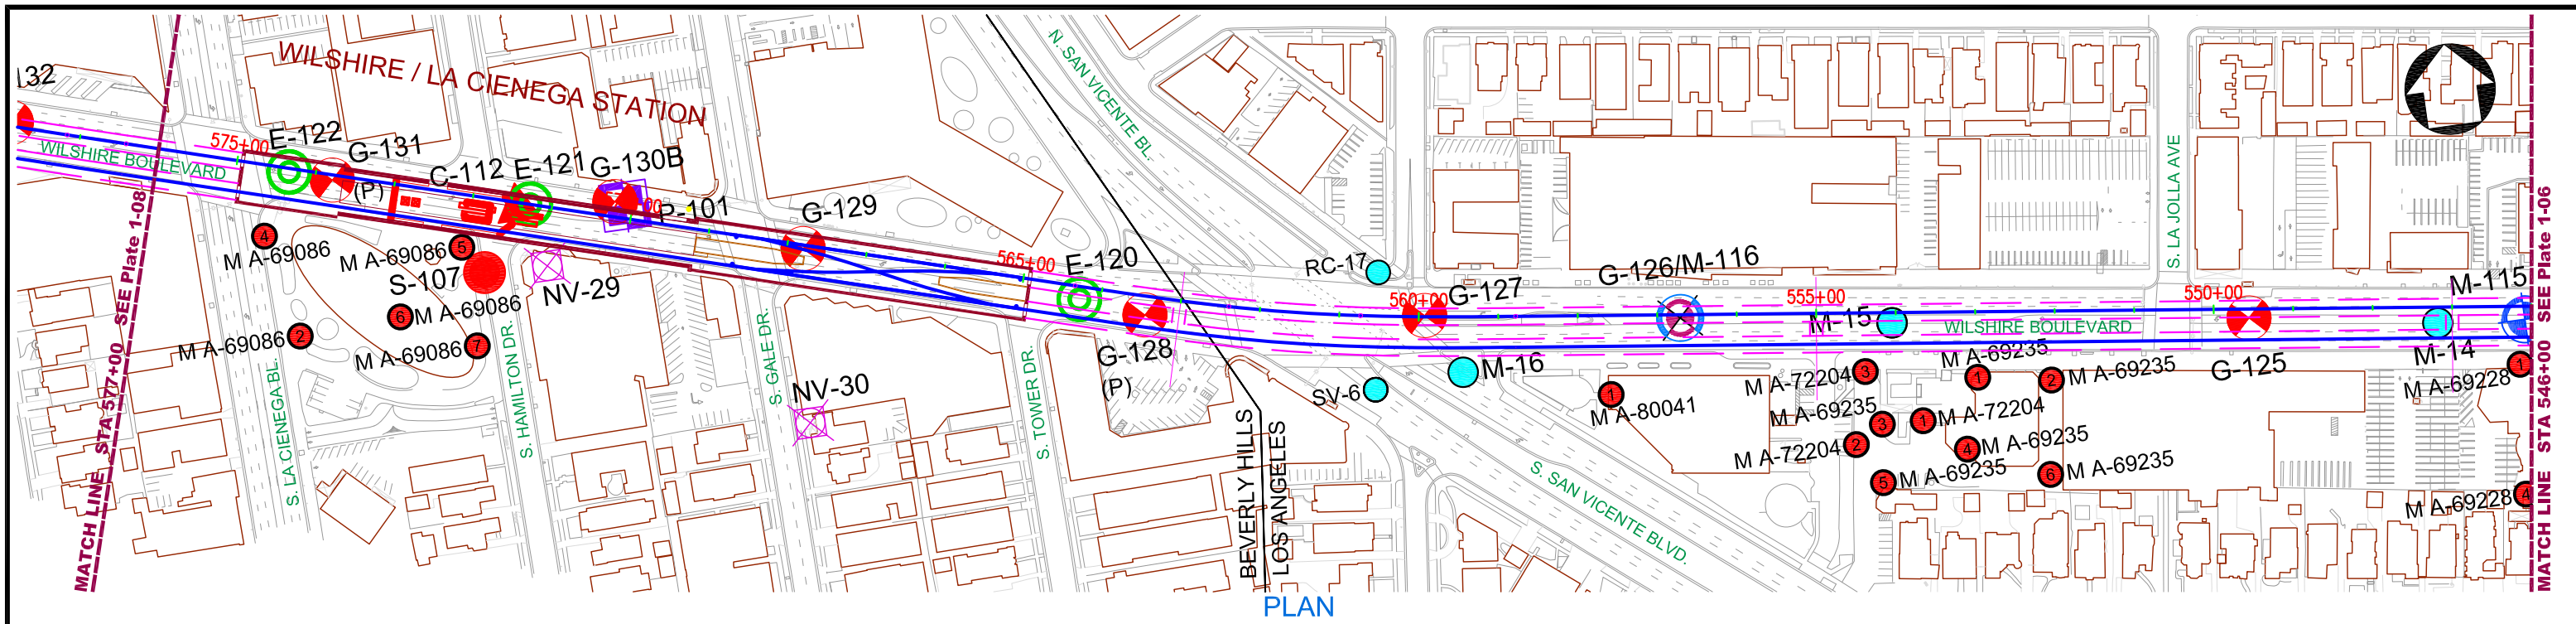 132
WILSHIRE / LA CIENEGA STATION
N. SAN VICENTE BL.
575+00
E-122
G-131
(P)
C-112
E-121
G-130B
P-101
G-129
WILSHIRE BOULEVARD
MATCH LINE STA 577+00 SEE Plate 1-08
4
M A-69086
5
M A-69086
S-107
NV-29
6
M A-69086
2
M A-69086
7
M A-69086
S. LA CIENEGA BL.
S. HAMILTON DR.
S. GALE DR.
NV-30
565+00
E-120
G-128
(P)
S. TOWER DR.
BEVERLY HILLS
LOS ANGELES
RC-17
SV-6
560+00
G-127
M-16
G-126/M-116
555+00
M-15
WILSHIRE BOULEVARD
S. LA JOLLA AVE
550+00
G-125
M-115
M-14
1
M A-80041
M A-72204
3
M A-69235
1
2
M A-69235
M A-69235
3
1
M A-72204
M A-72204
2
4
M A-69235
5
M A-69235
6
M A-69235
M A-69228
1
M A-69228
4
S. SAN VICENTE BLVD.
MATCH LINE STA 546+00 SEE Plate 1-06
PLAN